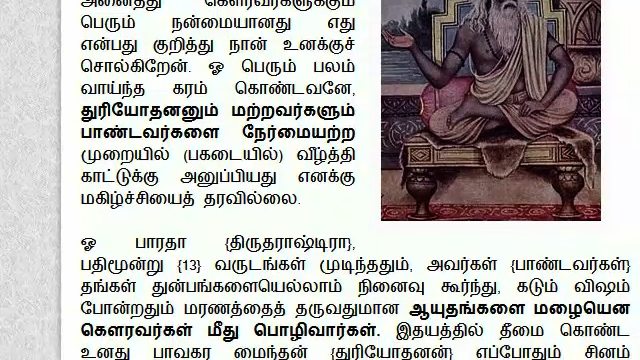 அனைத்து கௌரவர்களுக்கும்
பெரும் நன்மையானது எது
என்பது குறித்து நான் உனக்குச்
சொல்கிறேன். ஓ பெரும் பலம்
வாய்ந்த கரம் கொண்டவனே,
துரியோதனனும் மற்றவர்களும்
பாண்டவர்களை நேர்மையற்ற
முறையில் (பகடையில்) வீழ்த்தி
காட்டுக்கு அனுப்பியது எனக்கு
மகிழ்ச்சியைத் தரவில்லை.
ஓ பாரதா {திருதராஷ்டிரா},
பதிமூன்று {13} வருடங்கள் முடிந்ததும், அவர்கள் {பாண்டவர்கள்}
தங்கள் துன்பங்களையெல்லாம் நினைவு கூர்ந்து, கடும் விஷம்
போன்றதும் மரணத்தைத் தருவதுமான ஆயுதங்களை மழையென
கௌரவர்கள் மீது பொழிவார்கள். இதயத்தில் தீமை கொண்ட
உனது பாவகர மைந்தன் {துரியோதனன்} எப்போதும் சினம்